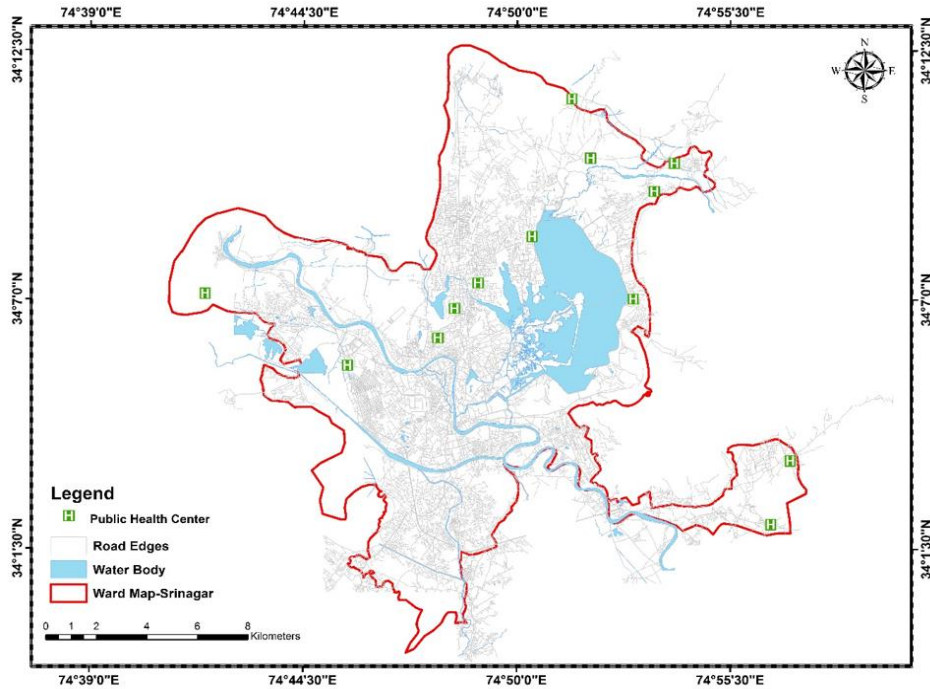 74°39'0"E 74°44'30"E 74°50'0"E 74°55'30"E
34°12'30"N 34°12'30"N
N
W E
S
34°7'0"N 34°7'0"N
34°1'30"N 34°1'30"N
Legend
H Public Health Center
Road Edges
Water Body
Ward Map-Srinagar
0 1 2 4 6 8 Kilometers
74°39'0"E 74°44'30"E 74°50'0"E 74°55'30"E
H
H
H
H
H
H
H
H
H
H
H
H
H